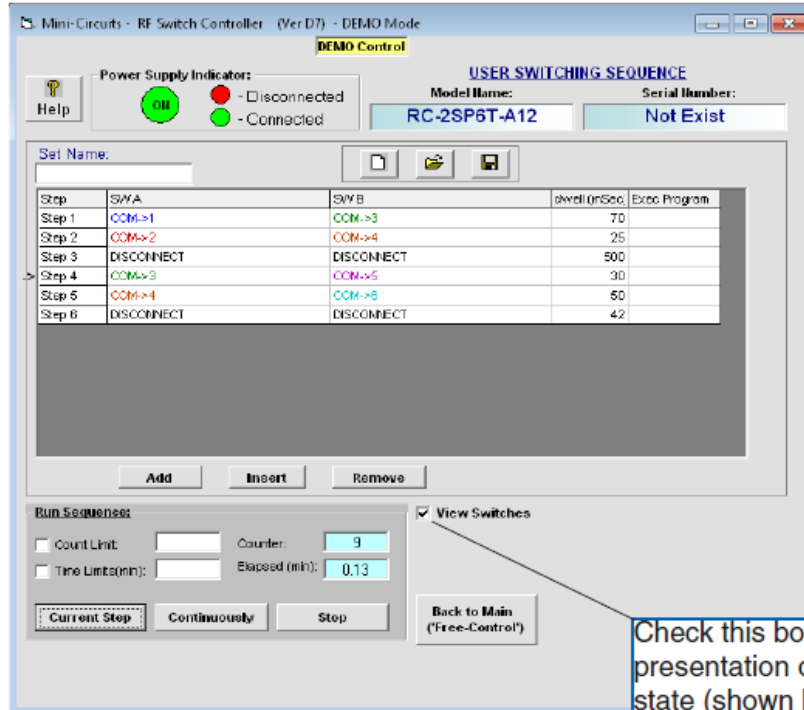 Mini-Circuits - RF Switch Controller (Ver D7) - DEMO Mode
DEMO Control
Help
Power Supply Indicator:
ON
- Disconnected
- Connected
USER SWITCHING SEQUENCE
Model Name: Serial Number:
RC-2SP6T-A12 Not Exist
Set Name:
Step SWA SWB dwell (mSec) Exec Program
Step 1 COM->1 COM->3 70
Step 2 COM->2 COM->4 25
Step 3 DISCONNECT DISCONNECT 500
-> Step 4 COM->3 COM->5 30
Step 5 COM->4 COM->6 50
Step 6 DISCONNECT DISCONNECT 42
Add Insert Remove
Run Sequense:
Count Limit: Counter: 9
Time Limits(min): Elapsed (min): 0.13
Current Step Continuously Stop
View Switches
Back to Main
('Free-Control')
Check this bo
presentation
state (shown